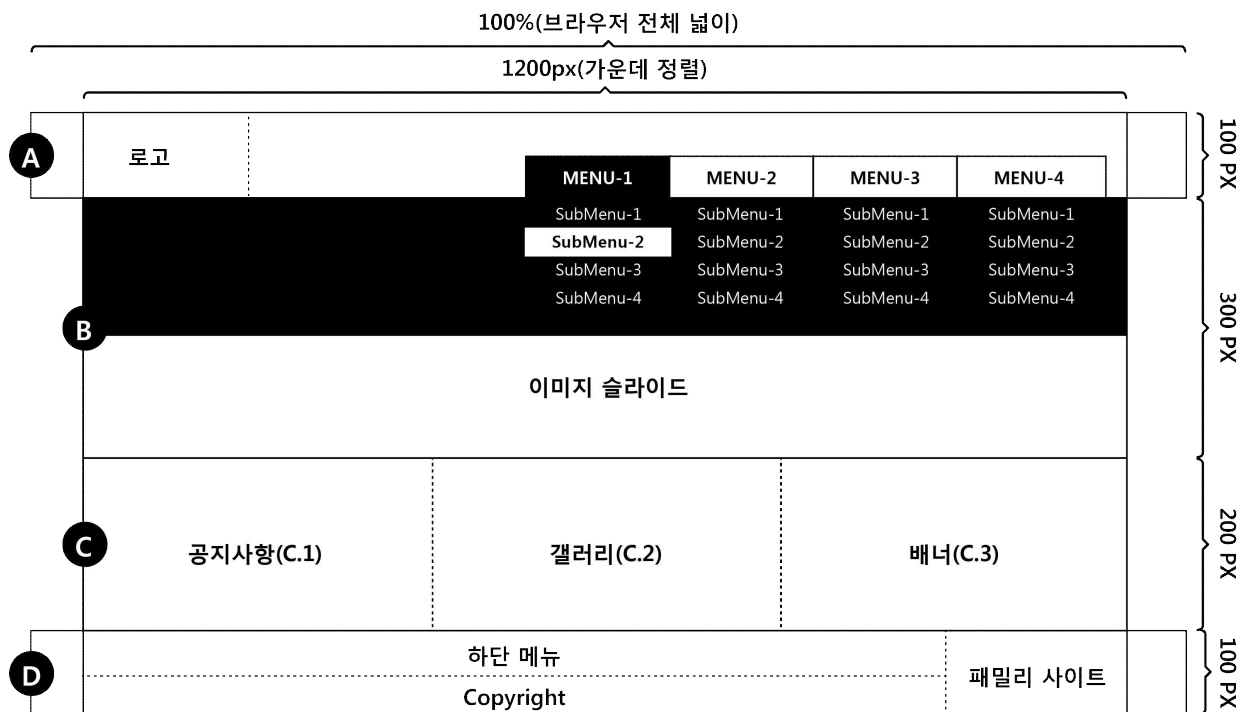 100%(브라우저 전체 넓이)
1200px(가운데 정렬)
A
로고
MENU-1 MENU-2 MENU-3 MENU-4
100 PX
SubMenu-1 SubMenu-1 SubMenu-1 SubMenu-1
SubMenu-2 SubMenu-2 SubMenu-2 SubMenu-2
SubMenu-3 SubMenu-3 SubMenu-3 SubMenu-3
SubMenu-4 SubMenu-4 SubMenu-4 SubMenu-4
B
300 PX
이미지 슬라이드
C
공지사항(C.1) 갤러리(C.2) 배너(C.3)
200 PX
D
하단 메뉴
패밀리 사이트
Copyright
100 PX